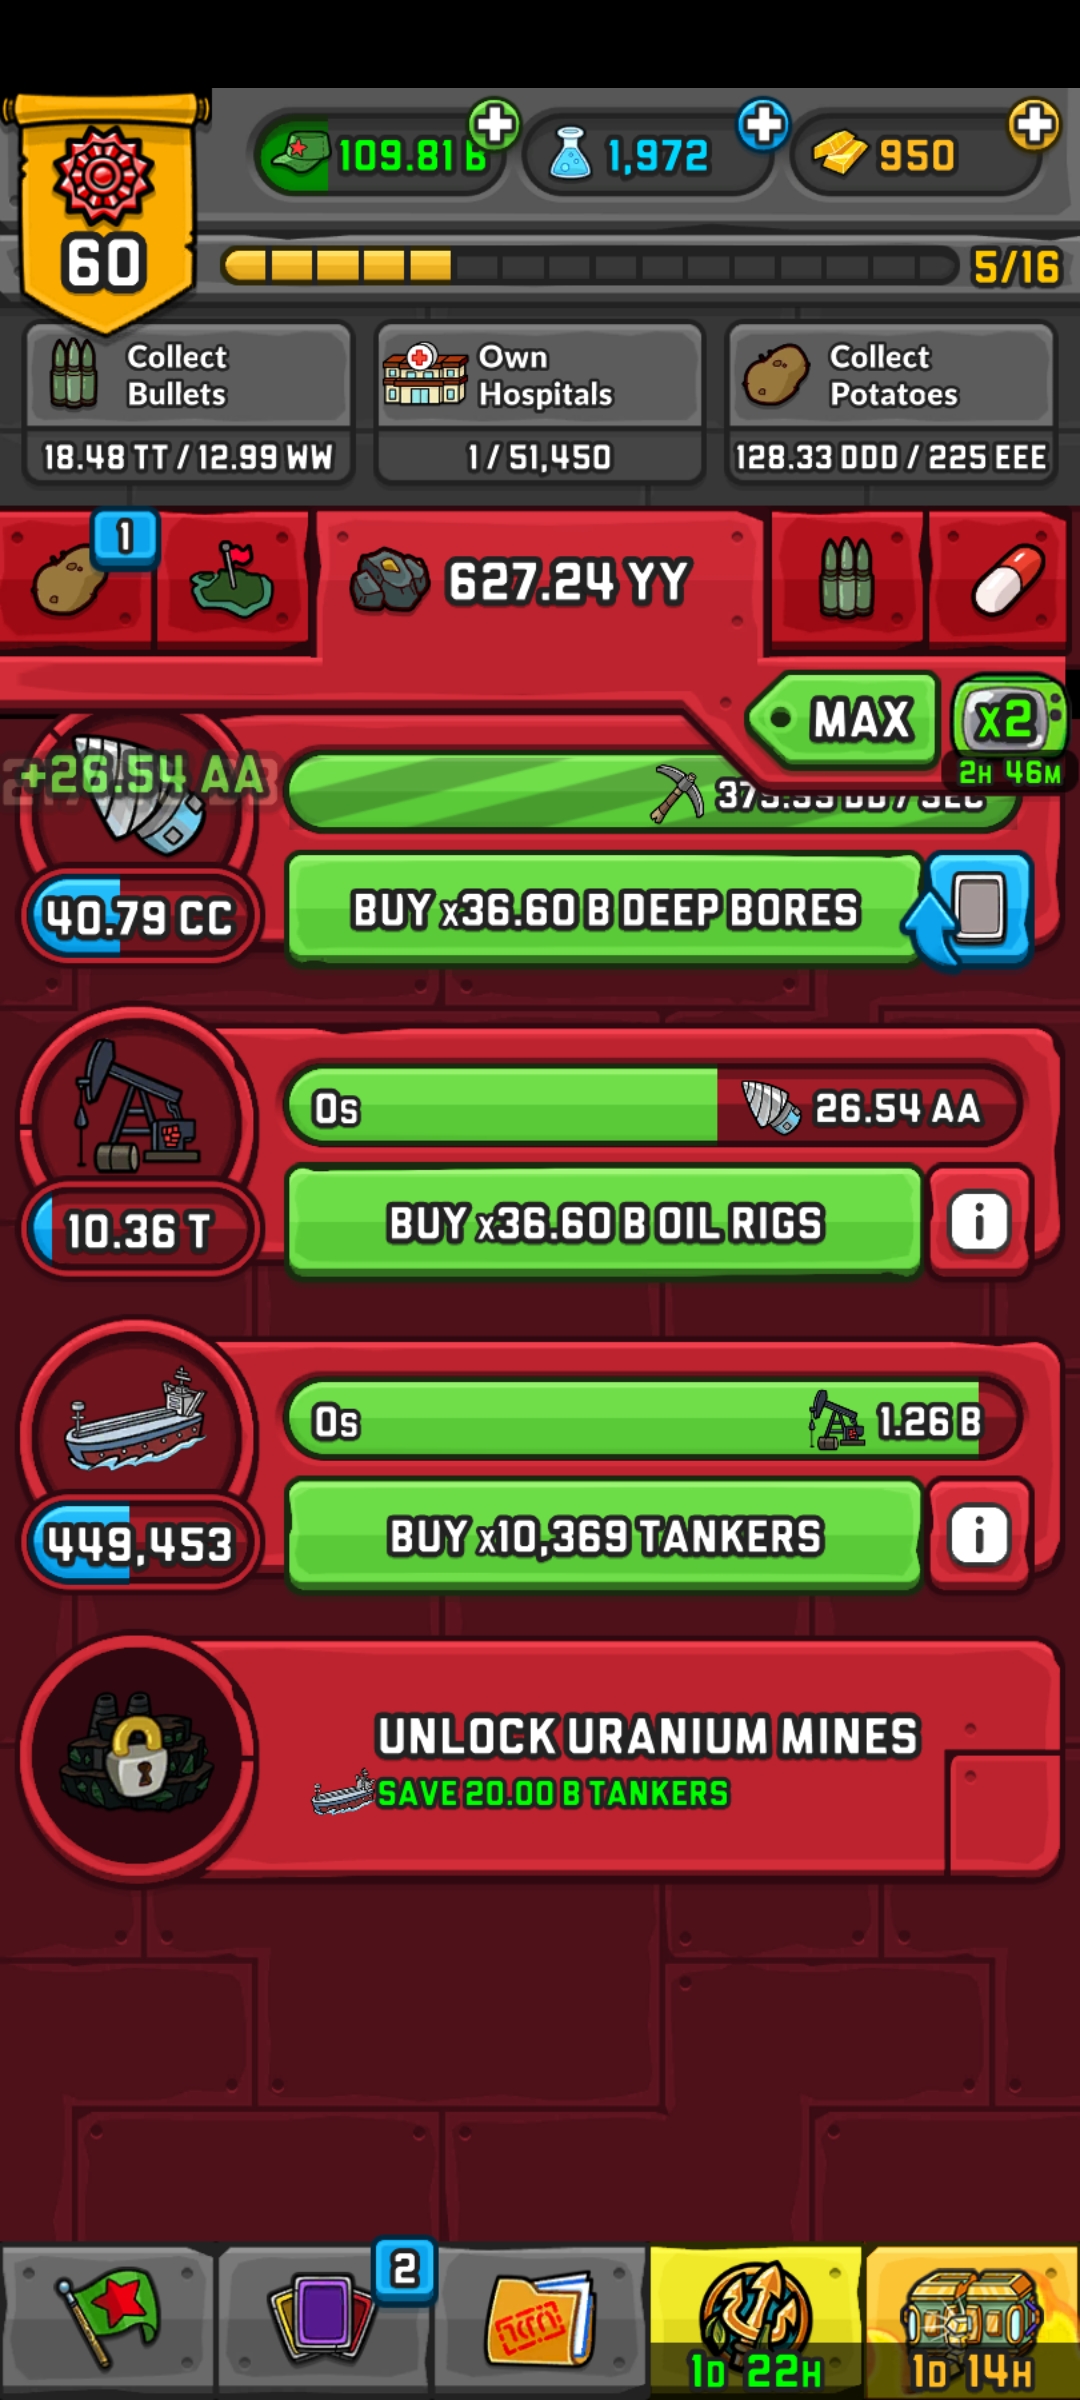 60
109.81 B
1,972
950
5/16
Collect
Bullets
18.48 TT / 12.99 WW
Own
Hospitals
1 / 51,450
Collect
Potatoes
128.33 DDD / 225 EEE
1
627.24 YY
MAX
x2
2H 46M
+26.54 AA
/ SEC
40.79 CC
BUY x36.60 B DEEP BORES
0s
26.54 AA
10.36 T
BUY x36.60 B OIL RIGS
i
0s
1.26 B
449,453
BUY x10,369 TANKERS
i
UNLOCK URANIUM MINES
SAVE 20.00 B TANKERS
2
1D 22H
1D 14H